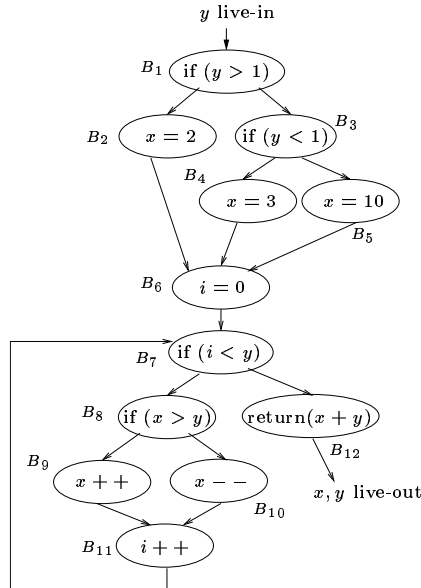 y live-in
B1
if (y > 1)
B2
x = 2
if (y < 1)
B3
B4
x = 3
x = 10
B5
B6
i = 0
B7
if (i < y)
B8
if (x > y)
return(x + y)
B12
B9
x + +
x - -
B10
x, y live-out
B11
i + +